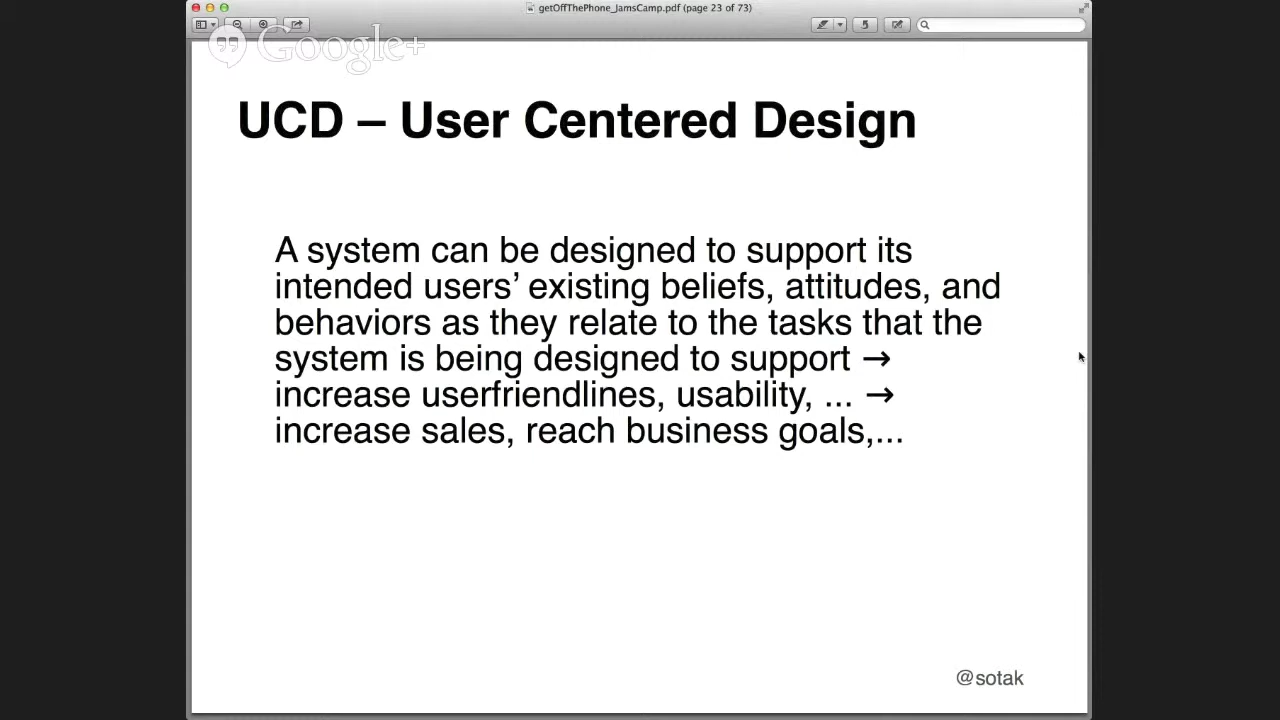 getOffThePhone_JamsCamp.pdf (page 23 of 73)
Google+
UCD – User Centered Design
A system can be designed to support its
intended users’ existing beliefs, attitudes, and
behaviors as they relate to the tasks that the
system is being designed to support →
increase userfriendlines, usability, ... →
increase sales, reach business goals,...
@sotak